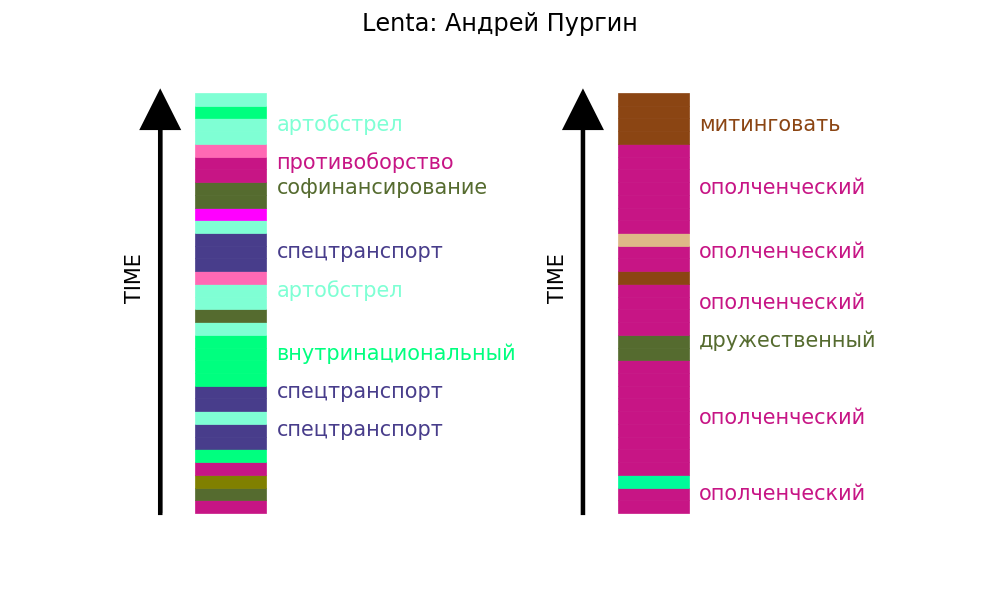 Lenta: Андрей Пургин
TIME
артобстрел
противоборство
софинансирование
спецтранспорт
артобстрел
внутринациональный
спецтранспорт
спецтранспорт
TIME
митинговать
ополченческий
ополченческий
ополченческий
дружественный
ополченческий
ополченческий